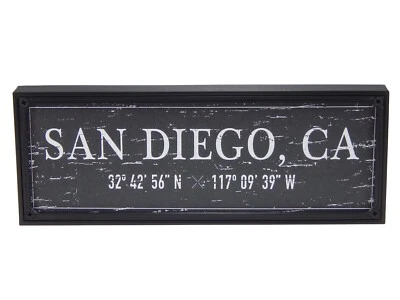 SAN DIEGO, CA
32° 42' 56" N 117° 09' 39" W